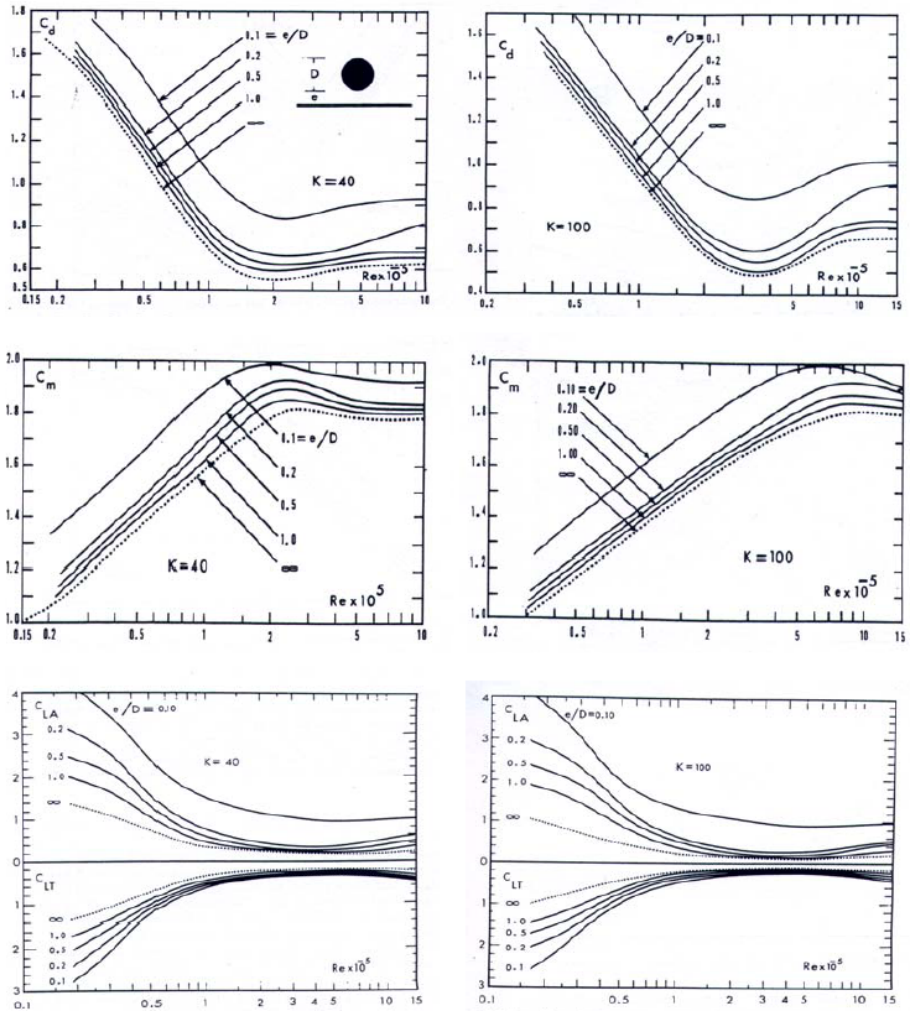 1.8
C_d
1.6
1.4
1.2
1.0
0.8
0.6
0.5
0.1 = e/D
0.2
0.5
1.0
∞
D
e
K = 40
Re x 10^-5
0.15 0.2 0.5 1 2 5 10
1.8
C_d
1.6
1.4
1.2
1.0
0.8
0.6
0.4
e/D = 0.1
0.2
0.5
1.0
∞
K = 100
Re x 10^-5
0.2 0.5 1 2 5 10 15
2.0
C_m
1.8
1.6
1.4
1.2
1.0
0.1 = e/D
0.2
0.5
1.0
∞
K = 40
Re x 10^5
0.15 0.2 0.5 1 2 5 10
2.0
C_m
1.8
1.6
1.4
1.2
1.0
0.10 = e/D
0.20
0.50
1.00
∞
K = 100
Re x 10^-5
0.2 0.5 1 2 5 10 15
4
C_LA
3
2
1
0
e/D = 0.10
0.2
0.5
1.0
∞
K = 40
C_LT
1
2
3
∞
1.0
0.5
0.2
0.1
Re x 10^-5
0.1 0.5 1 2 3 4 5 10 15
4
C_LA
3
2
1
0
e/D = 0.10
0.2
0.5
1.0
∞
K = 100
C_LT
1
2
3
∞
1.0
0.5
0.2
0.1
Re x 10^-5
0.1 0.5 1 2 3 4 5 10 15